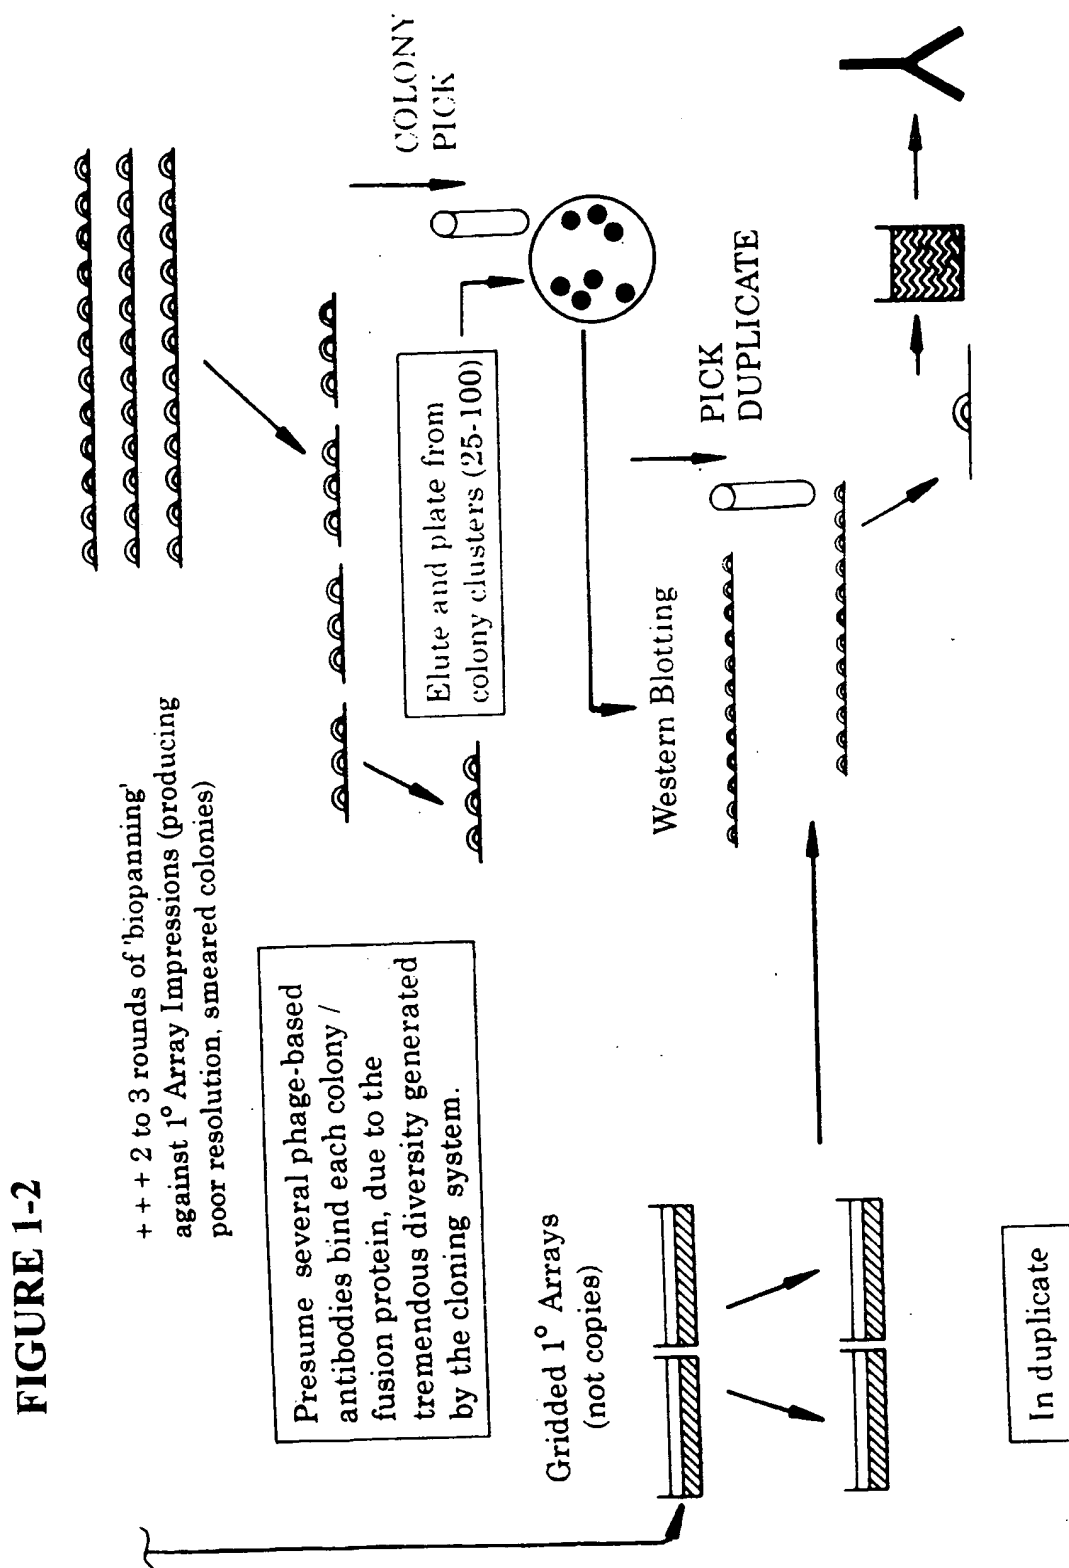 FIGURE 1-2
+ + + 2 to 3 rounds of 'biopanning'
against 1° Array Impressions (producing
poor resolution, smeared colonies)
Presume several phage-based
antibodies bind each colony /
fusion protein, due to the
tremendous diversity generated
by the cloning system.
Elute and plate from
colony clusters (25-100)
COLONY
PICK
Gridded 1° Arrays
(not copies)
Western Blotting
PICK
DUPLICATE
In duplicate